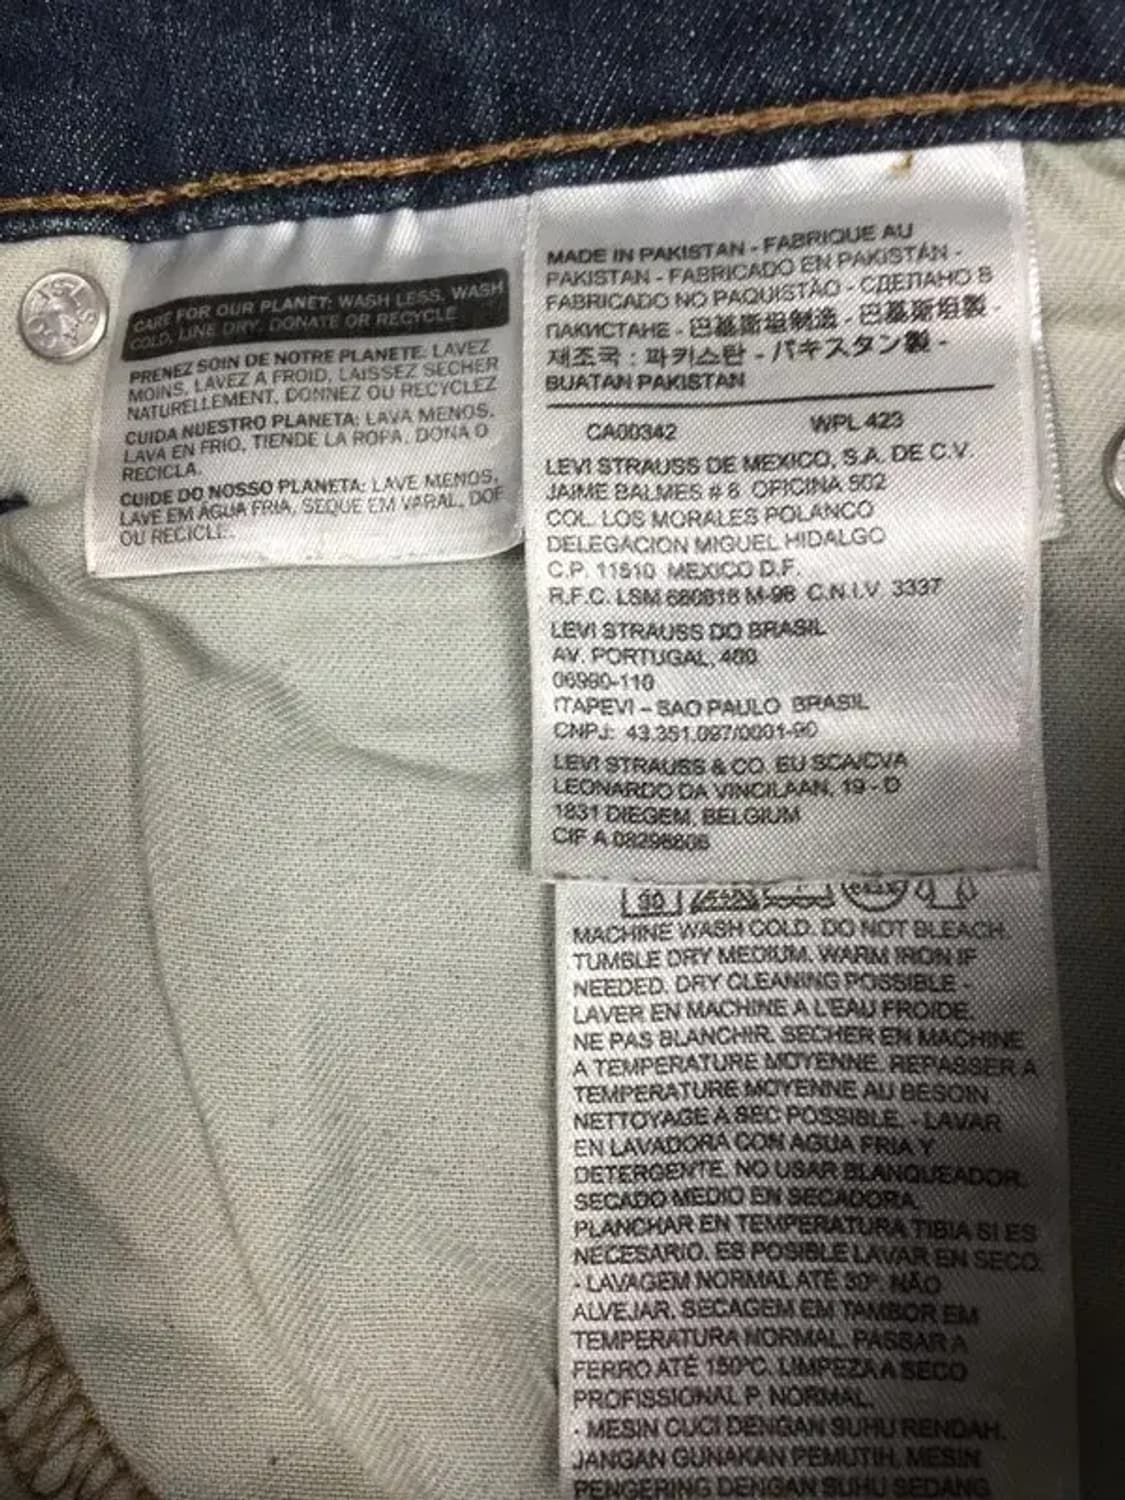 CARE FOR OUR PLANET: WASH LESS, WASH
COLD, LINE DRY, DONATE OR RECYCLE
PRENEZ SOIN DE NOTRE PLANETE: LAVEZ
MOINS, LAVEZ A FROID, LAISSEZ SECHER
NATURELLEMENT, DONNEZ OU RECYCLEZ
CUIDA NUESTRO PLANETA: LAVA MENOS,
LAVA EN FRIO, TIENDE LA ROPA, DONA O
RECICLA.
CUIDE DO NOSSO PLANETA: LAVE MENOS,
LAVE EM ÁGUA FRIA, SEQUE EM VARAL, DOE
OU RECICLE.
MADE IN PAKISTAN - FABRIQUE AU
PAKISTAN - FABRICADO EN PAKISTÁN -
FABRICADO NO PAQUISTÃO - СДЕЛАНО В
ПАКИСТАНЕ - 巴基斯坦制造 - 巴基斯坦製 -
제조국 : 파키스탄 - パキスタン製 -
BUATAN PAKISTAN
CA00342 WPL 423
LEVI STRAUSS DE MEXICO, S.A. DE C.V.
JAIME BALMES # 8 OFICINA 502
COL. LOS MORALES POLANCO
DELEGACION MIGUEL HIDALGO
C.P. 11510 MEXICO D.F.
R.F.C. LSM 680818 M-98 C.N.I.V 3337
LEVI STRAUSS DO BRASIL
AV. PORTUGAL, 400
06690-110
ITAPEVI - SAO PAULO BRASIL
CNPJ: 43.351.097/0001-90
LEVI STRAUSS & CO. EU SCA/CVA
LEONARDO DA VINCILAAN, 19 - D
1831 DIEGEM, BELGIUM
CIF A 08298806
30
MACHINE WASH COLD. DO NOT BLEACH.
TUMBLE DRY MEDIUM. WARM IRON IF
NEEDED. DRY CLEANING POSSIBLE -
LAVER EN MACHINE A L'EAU FROIDE.
NE PAS BLANCHIR. SECHER EN MACHINE
A TEMPERATURE MOYENNE. REPASSER A
TEMPERATURE MOYENNE AU BESOIN
NETTOYAGE A SEC POSSIBLE. - LAVAR
EN LAVADORA CON AGUA FRIA Y
DETERGENTE. NO USAR BLANQUEADOR.
SECADO MEDIO EN SECADORA.
PLANCHAR EN TEMPERATURA TIBIA SI ES
NECESARIO. ES POSIBLE LAVAR EN SECO.
- LAVAGEM NORMAL ATÉ 30°. NÃO
ALVEJAR. SECAGEM EM TAMBOR EM
TEMPERATURA NORMAL. PASSAR A
FERRO ATÉ 150°C. LIMPEZA A SECO
PROFISSIONAL P. NORMAL.
- MESIN CUCI DENGAN SUHU RENDAH.
JANGAN GUNAKAN PEMUTIH. MESIN
PENGERING DENGAN SUHU SEDANG